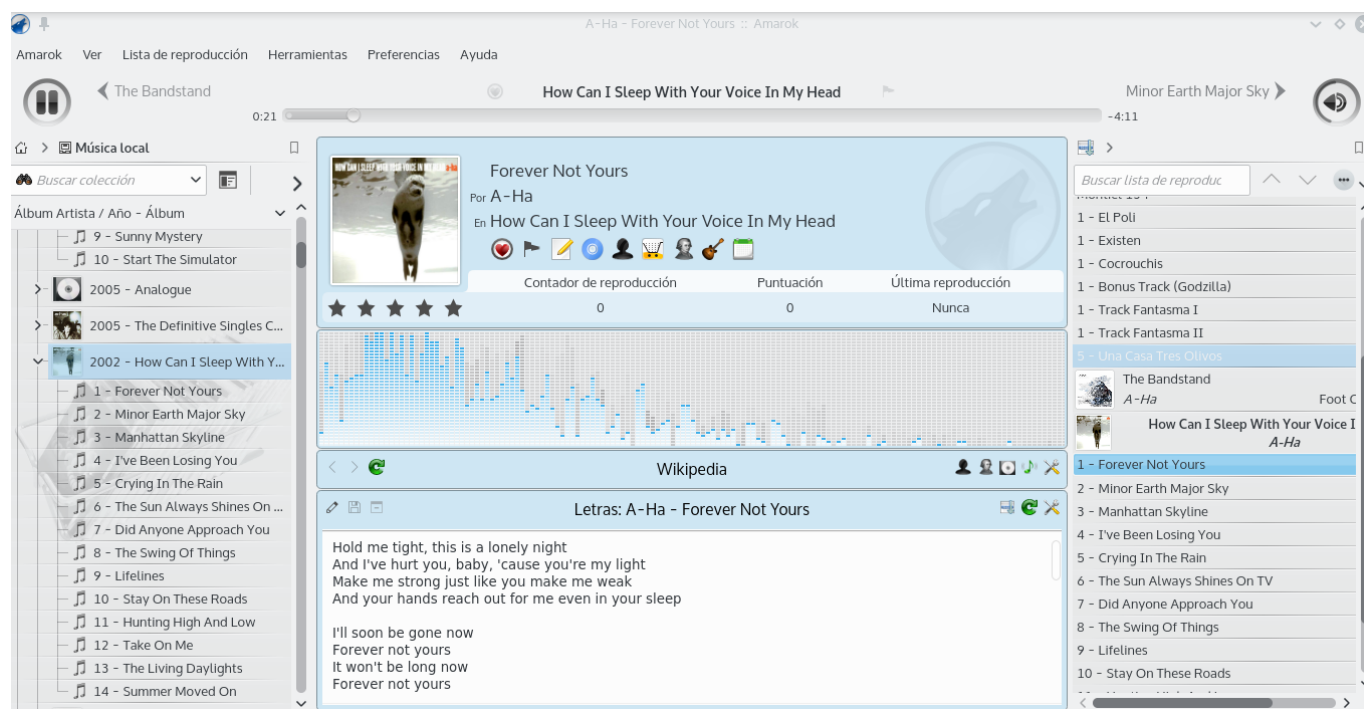 A-Ha - Forever Not Yours :: Amarok
Amarok Ver Lista de reproducción Herramientas Preferencias Ayuda
The Bandstand
How Can I Sleep With Your Voice In My Head
Minor Earth Major Sky
0:21
-4:11
Música local
Buscar colección
Álbum Artista / Año - Álbum
9 - Sunny Mystery
10 - Start The Simulator
2005 - Analogue
2005 - The Definitive Singles C...
2002 - How Can I Sleep With Y...
1 - Forever Not Yours
2 - Minor Earth Major Sky
3 - Manhattan Skyline
4 - I've Been Losing You
5 - Crying In The Rain
6 - The Sun Always Shines On ...
7 - Did Anyone Approach You
8 - The Swing Of Things
9 - Lifelines
10 - Stay On These Roads
11 - Hunting High And Low
12 - Take On Me
13 - The Living Daylights
14 - Summer Moved On
Forever Not Yours
Por A-Ha
En How Can I Sleep With Your Voice In My Head
Contador de reproducción Puntuación Última reproducción
0 0 Nunca
Wikipedia
Letras: A-Ha - Forever Not Yours
Hold me tight, this is a lonely night
And I've hurt you, baby, 'cause you're my light
Make me strong just like you make me weak
And your hands reach out for me even in your sleep
I'll soon be gone now
Forever not yours
It won't be long now
Forever not yours
Buscar lista de reproduc
1 - El Poli
1 - Existen
1 - Cocrouchis
1 - Bonus Track (Godzilla)
1 - Track Fantasma I
1 - Track Fantasma II
5 - Una Casa Tres Olivos
The Bandstand
A-Ha Foot
How Can I Sleep With Your Voice I
A-Ha
1 - Forever Not Yours
2 - Minor Earth Major Sky
3 - Manhattan Skyline
4 - I've Been Losing You
5 - Crying In The Rain
6 - The Sun Always Shines On TV
7 - Did Anyone Approach You
8 - The Swing Of Things
9 - Lifelines
10 - Stay On These Roads